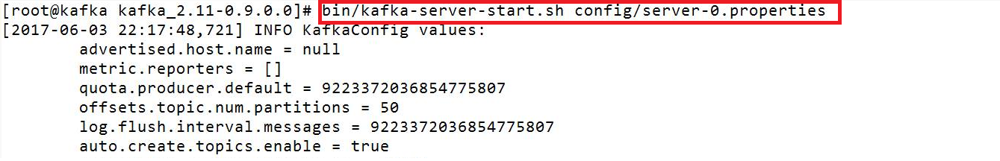 [root@kafka kafka_2.11-0.9.0.0]# bin/kafka-server-start.sh config/server-0.properties
[2017-06-03 22:17:48,721] INFO KafkaConfig values:
advertised.host.name = null
metric.reporters = []
quota.producer.default = 9223372036854775807
offsets.topic.num.partitions = 50
log.flush.interval.messages = 9223372036854775807
auto.create.topics.enable = true